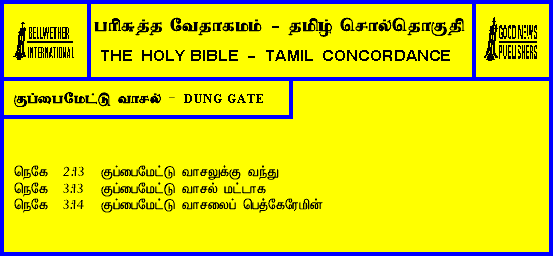 BELLWETHER
INTERNATIONAL
பரிசுத்த வேதாகமம் - தமிழ் சொல்தொகுதி
THE HOLY BIBLE - TAMIL CONCORDANCE
GOOD NEWS
PUBLISHERS
குப்பைமேட்டு வாசல் - DUNG GATE
நெகே 2:13 குப்பைமேட்டு வாசலுக்கு வந்து
நெகே 3:13 குப்பைமேட்டு வாசல் மட்டாக
நெகே 3:14 குப்பைமேட்டு வாசலைப் பெத்கேரேமின்